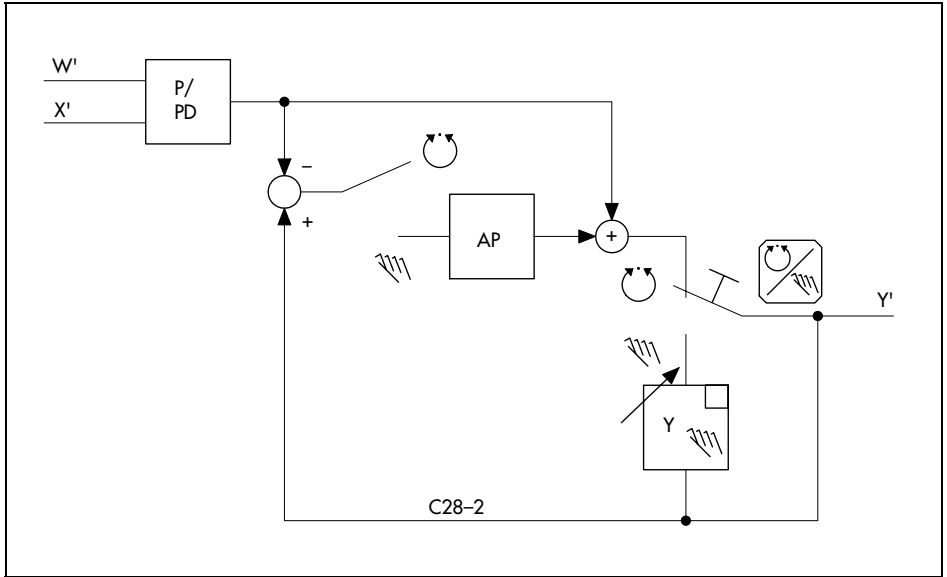 W'
P/
PD
X'
–
+
AP
+
Y'
Y
C28–2